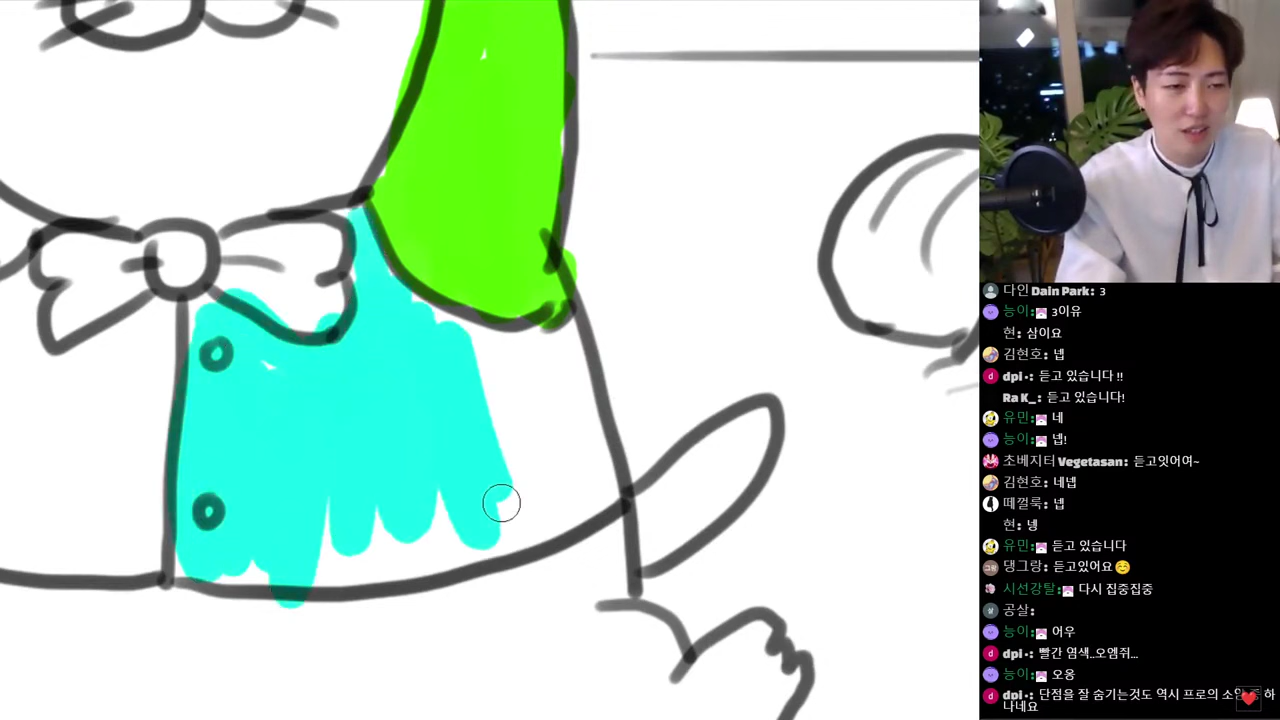 다인 Dain Park: 3
능이: 3이유
현: 삼이요
김현호: 넵
dpi •: 듣고 있습니다 !!
Ra K_: 듣고 있습니다!
유민: 네
능이: 넵!
초베지터 Vegetasan: 듣고잇어여~
김현호: 네넵
떼껄룩: 넵
현: 넹
유민: 듣고 있습니다
댕그랑: 듣고있어요☺️
시선강탈: 다시 집중집중
공살:
능이: 어우
dpi •: 빨간 염색..오엠쥐...
능이: 오옹
dpi •: 단점을 잘 숨기는것도 역시 프로의 하
나네요